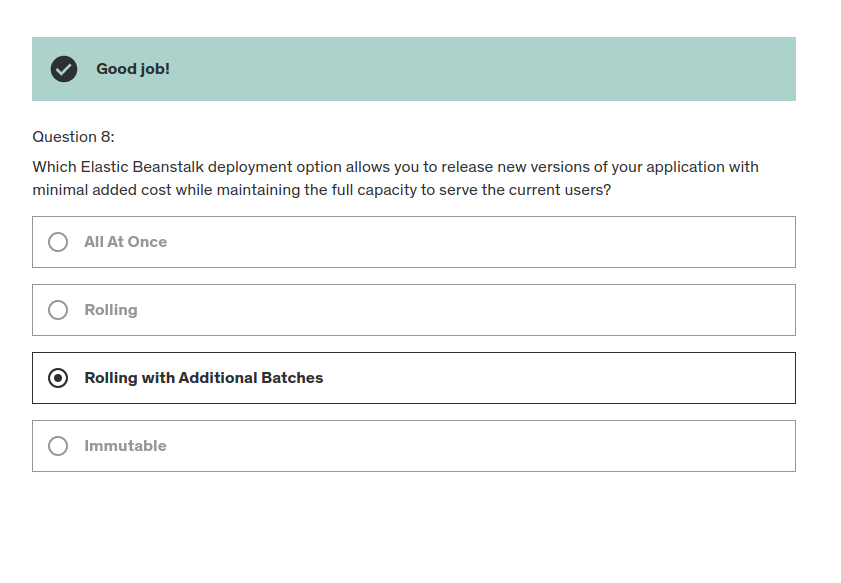 Good job!
Question 8:
Which Elastic Beanstalk deployment option allows you to release new versions of your application with
minimal added cost while maintaining the full capacity to serve the current users?
All At Once
Rolling
Rolling with Additional Batches
Immutable